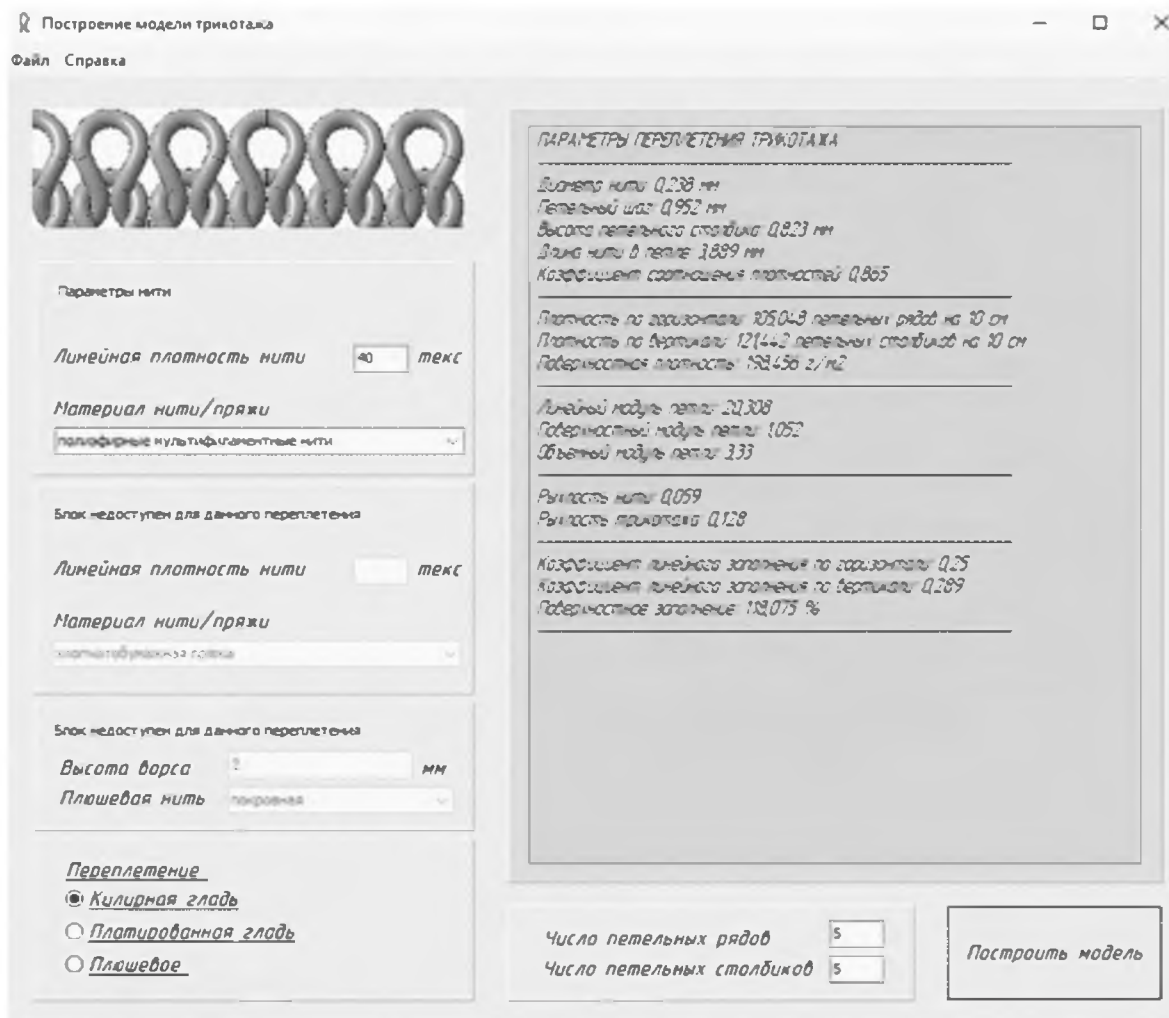 Построение модели трикотажа
Файл Справка
Параметры нити
Линейная плотность нити 40 текс
Материал нити/пряжи
полиэфирные мультифиламентные нити
Блок недоступен для данного переплетения
Линейная плотность нити текс
Материал нити/пряжи
хлопчатобумажная пряжа
Блок недоступен для данного переплетения
Высота ворса 2 мм
Плюшевая нить покровная
Переплетение
Кулирная гладь
Платированная гладь
Плюшевое
ПАРАМЕТРЫ ПЕРЕПЛЕТЕНИЯ ТРИКОТАЖА
Диаметр нити: 0,238 мм
Петельный шаг: 0,952 мм
Высота петельного столбика: 0,823 мм
Длина нити в петле: 3,889 мм
Коэффициент соотношения плотностей: 0,865
Плотность по горизонтали: 105,048 петельных рядов на 10 см
Плотность по вертикали: 121,442 петельных столбиков на 10 см
Поверхностная плотность: 198,456 г/м2
Линейный модуль петли: 20,308
Поверхностный модуль петли: 1,052
Объемный модуль петли: 3,33
Рыхлость нити: 0,059
Рыхлость трикотажа: 0,128
Коэффициент линейного заполнения по горизонтали: 0,25
Коэффициент линейного заполнения по вертикали: 0,289
Поверхностное заполнение: 118,075 %
Число петельных рядов 5
Число петельных столбиков 5
Построить модель